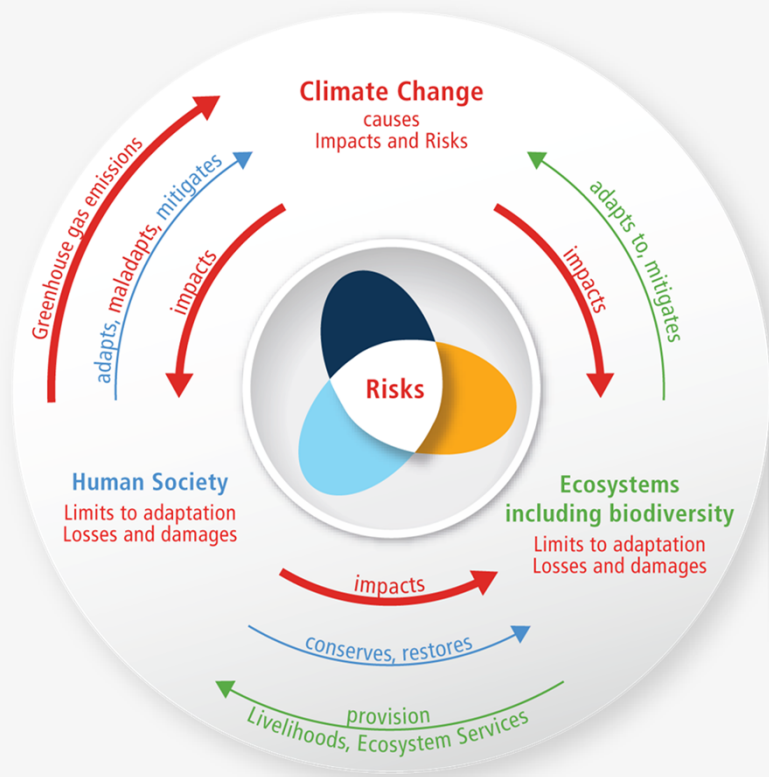 Climate Change
causes
Impacts and Risks
Greenhouse gas emissions
adapts, maladapts, mitigates
impacts
impacts
adapts to, mitigates
Risks
Human Society
Limits to adaptation
Losses and damages
Ecosystems
including biodiversity
Limits to adaptation
Losses and damages
impacts
conserves, restores
provision
Livelihoods, Ecosystem Services